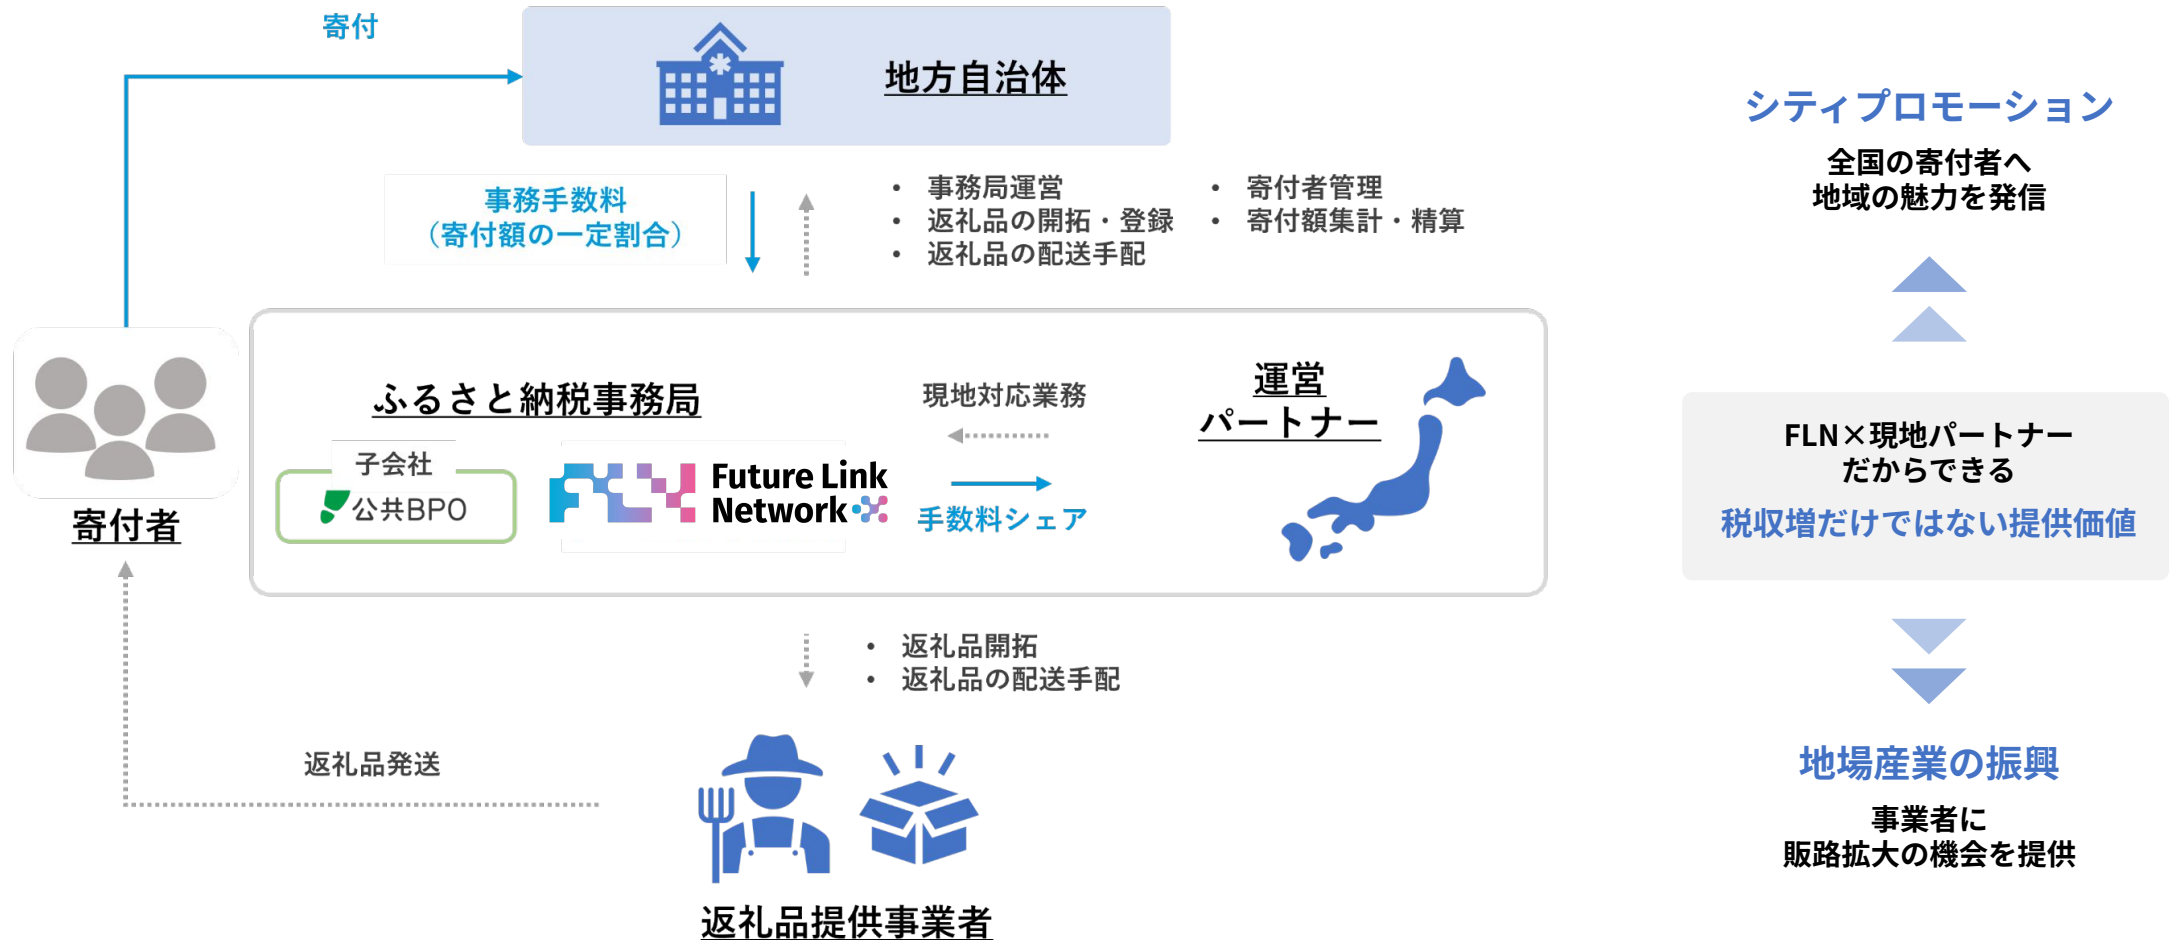 寄付
地方自治体
事務手数料
（寄付額の一定割合）
• 事務局運営
• 返礼品の開拓・登録
• 返礼品の配送手配
• 寄付者管理
• 寄付額集計・精算
寄付者
ふるさと納税事務局
子会社
公共BPO
FLN
Future Link
Network
現地対応業務
手数料シェア
運営
パートナー
• 返礼品開拓
• 返礼品の配送手配
返礼品発送
返礼品提供事業者
シティプロモーション
全国の寄付者へ
地域の魅力を発信
FLN×現地パートナー
だからできる
税収増だけではない提供価値
地場産業の振興
事業者に
販路拡大の機会を提供